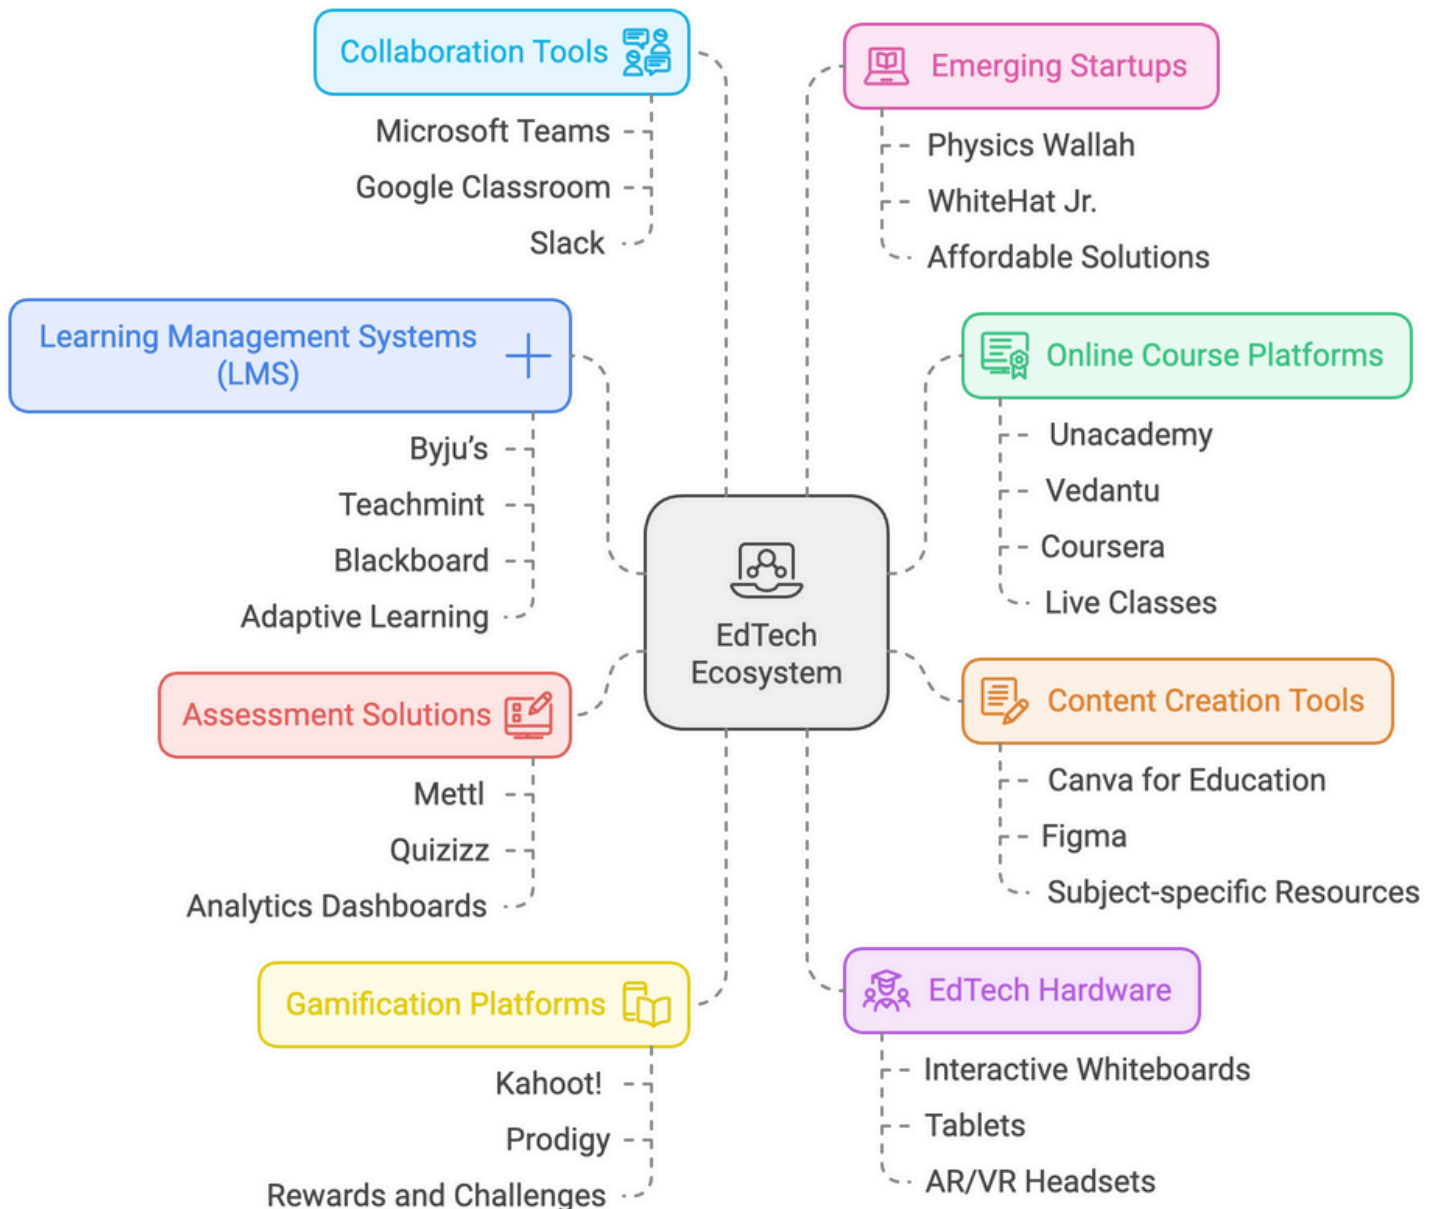 Collaboration Tools
Microsoft Teams
Google Classroom
Slack
Emerging Startups
Physics Wallah
WhiteHat Jr.
Affordable Solutions
Learning Management Systems
(LMS)
Byju’s
Teachmint
Blackboard
Adaptive Learning
Online Course Platforms
Unacademy
Vedantu
Coursera
Live Classes
EdTech
Ecosystem
Assessment Solutions
Mettl
Quizizz
Analytics Dashboards
Content Creation Tools
Canva for Education
Figma
Subject-specific Resources
Gamification Platforms
Kahoot!
Prodigy
Rewards and Challenges
EdTech Hardware
Interactive Whiteboards
Tablets
AR/VR Headsets